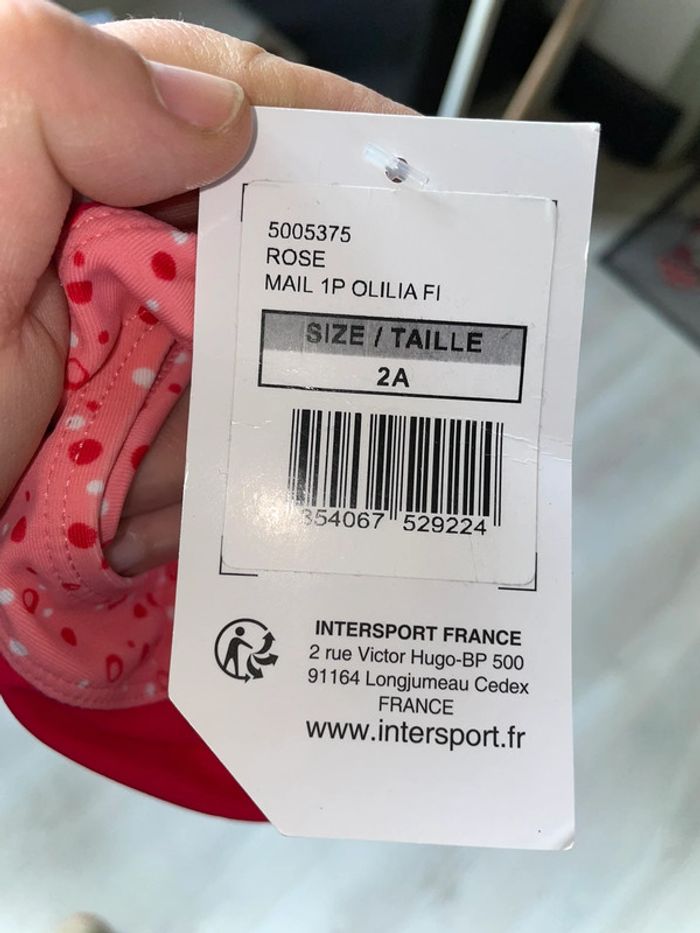 5005375
ROSE
MAIL 1P OLILIA FI
SIZE / TAILLE
2A
354067 529224
INTERSPORT FRANCE
2 rue Victor Hugo-BP 500
91164 Longjumeau Cedex
FRANCE
www.intersport.fr